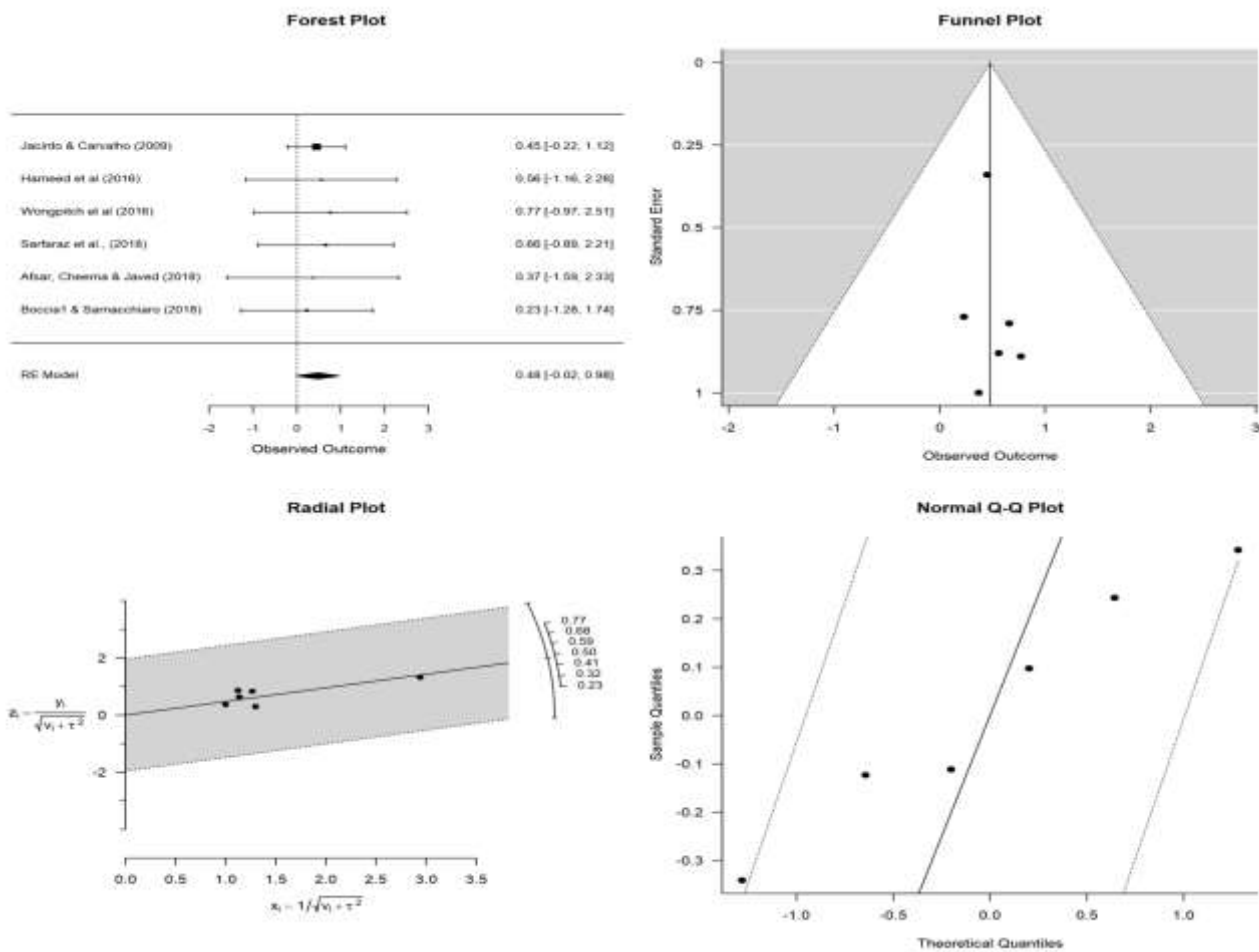 Forest Plot
Jacinto & Carvalho (2009) 0.45 [-0.22, 1.12]
Hameed et al (2016) 0.56 [-1.16, 2.28]
Wongpitch et al (2016) 0.77 [-0.97, 2.51]
Sarfaraz et al., (2018) 0.66 [-0.89, 2.21]
Afsar, Cheema & Javed (2018) 0.37 [-1.59, 2.33]
Boccia1 & Sarnacchiaro (2018) 0.23 [-1.28, 1.74]
RE Model 0.48 [-0.02, 0.98]
-2 -1 0 1 2 3
Observed Outcome
Funnel Plot
Standard Error
0
0.25
0.5
0.75
1
-2 -1 0 1 2 3
Observed Outcome
Radial Plot
2
0
-2
0.77
0.68
0.59
0.50
0.41
0.32
0.23
0.0 0.5 1.0 1.5 2.0 2.5 3.0 3.5
Normal Q-Q Plot
Sample Quantiles
0.3
0.2
0.1
0.0
-0.1
-0.2
-0.3
-1.0 -0.5 0.0 0.5 1.0
Theoretical Quantiles